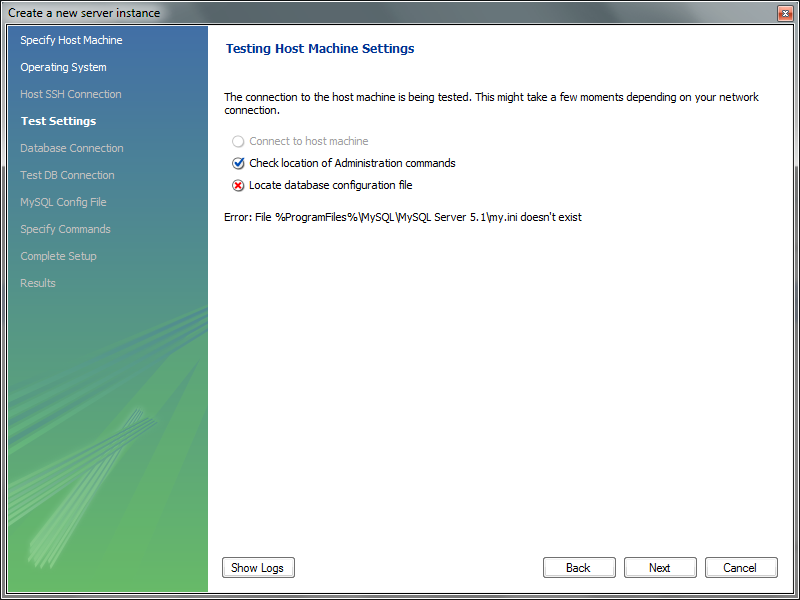 Create a new server instance
Specify Host Machine
Operating System
Host SSH Connection
Test Settings
Database Connection
Test DB Connection
MySQL Config File
Specify Commands
Complete Setup
Results
Testing Host Machine Settings
The connection to the host machine is being tested. This might take a few moments depending on your network
connection.
Connect to host machine
Check location of Administration commands
Locate database configuration file
Error: File %ProgramFiles%\MySQL\MySQL Server 5.1\my.ini doesn't exist
Show Logs
Back
Next
Cancel